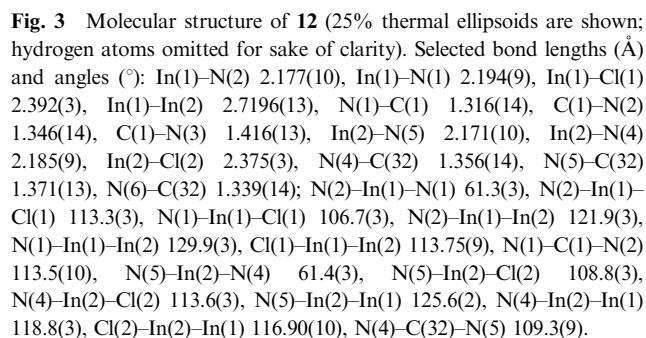 Fig. 3 Molecular structure of 12 (25% thermal ellipsoids are shown;
hydrogen atoms omitted for sake of clarity). Selected bond lengths (Å)
and angles (°): In(1)–N(2) 2.177(10), In(1)–N(1) 2.194(9), In(1)–Cl(1)
2.392(3), In(1)–In(2) 2.7196(13), N(1)–C(1) 1.316(14), C(1)–N(2)
1.346(14), C(1)–N(3) 1.416(13), In(2)–N(5) 2.171(10), In(2)–N(4)
2.185(9), In(2)–Cl(2) 2.375(3), N(4)–C(32) 1.356(14), N(5)–C(32)
1.371(13), N(6)–C(32) 1.339(14); N(2)–In(1)–N(1) 61.3(3), N(2)–In(1)–
Cl(1) 113.3(3), N(1)–In(1)–Cl(1) 106.7(3), N(2)–In(1)–In(2) 121.9(3),
N(1)–In(1)–In(2) 129.9(3), Cl(1)–In(1)–In(2) 113.75(9), N(1)–C(1)–N(2)
113.5(10), N(5)–In(2)–N(4) 61.4(3), N(5)–In(2)–Cl(2) 108.8(3),
N(4)–In(2)–Cl(2) 113.6(3), N(5)–In(2)–In(1) 125.6(2), N(4)–In(2)–In(1)
118.8(3), Cl(2)–In(2)–In(1) 116.90(10), N(4)–C(32)–N(5) 109.3(9).